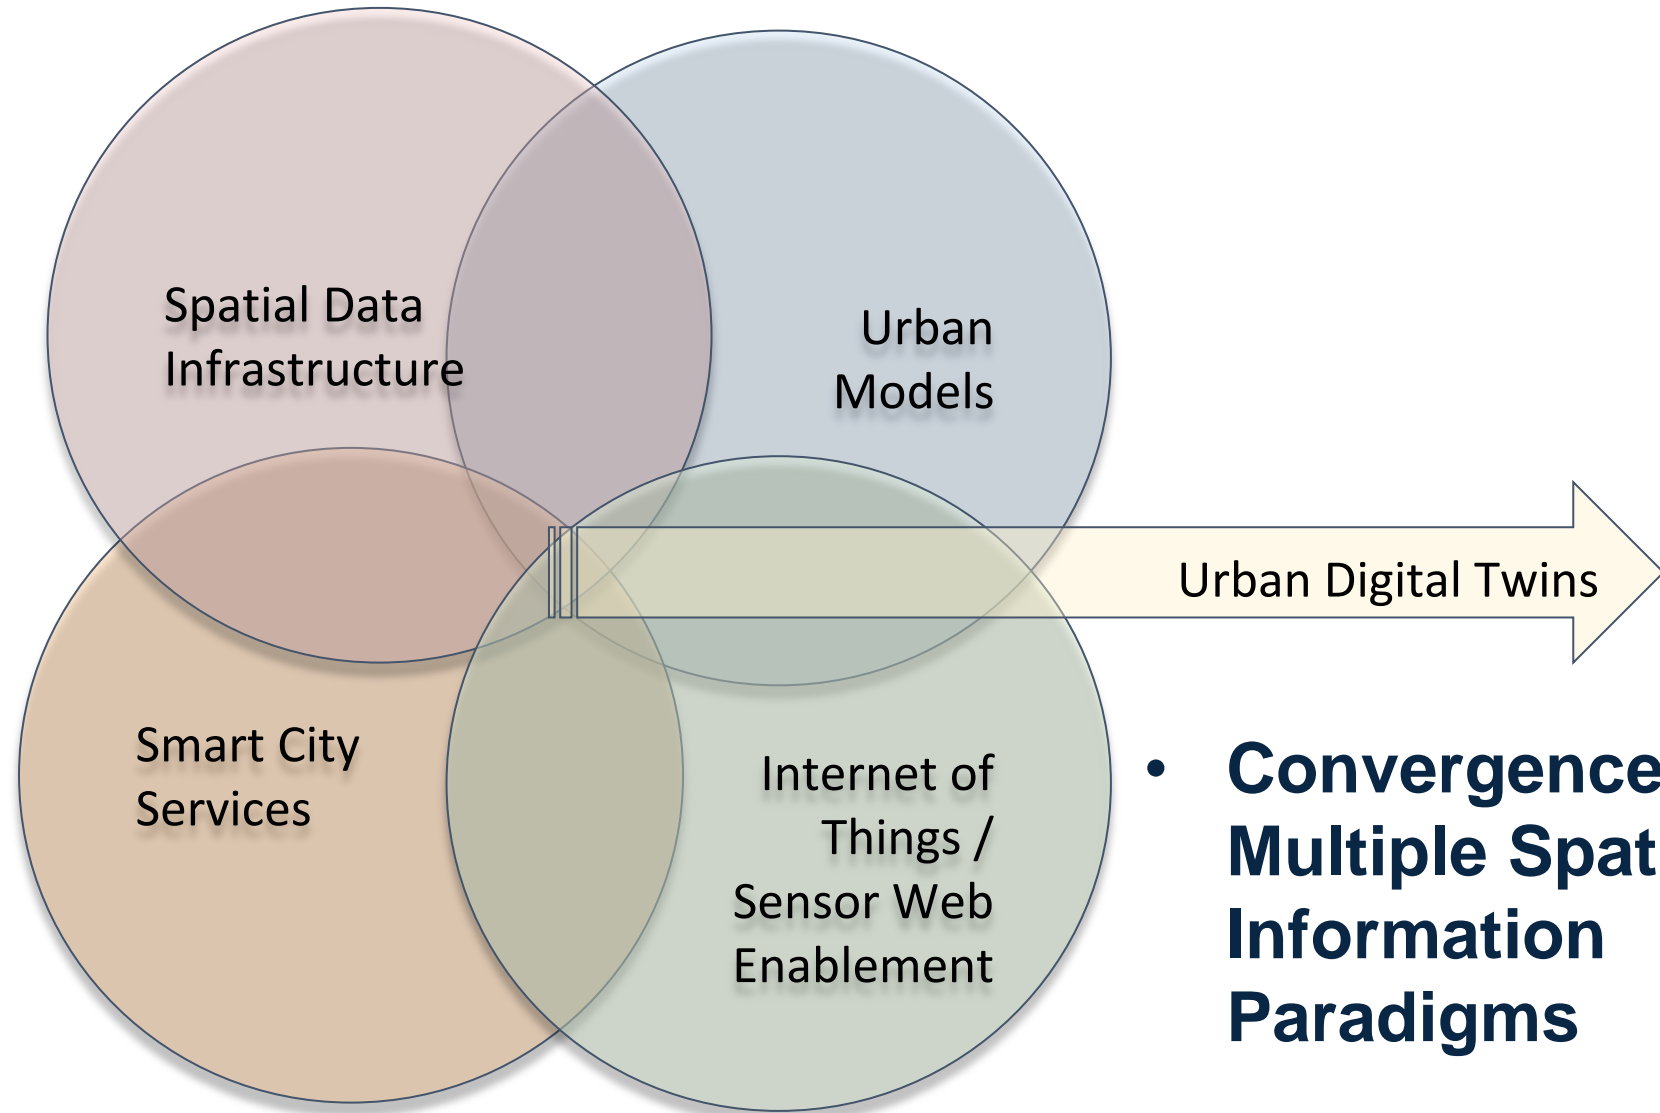 Spatial Data
Infrastructure
Urban
Models
Urban Digital Twins
Smart City
Services
Internet of
Things /
Sensor Web
Enablement
• Convergence
Multiple Spat
Information
Paradigms